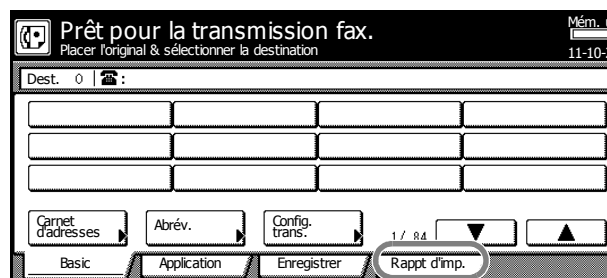 Prêt pour la transmission fax.
Placer l'original & sélectionner la destination
Mém.
11-10-
Dest. 0 ☎:
Carnet d'adresses
Abrév.
Config. trans.
1/ 84
Basic
Application
Enregistrer
Rappt d'imp.